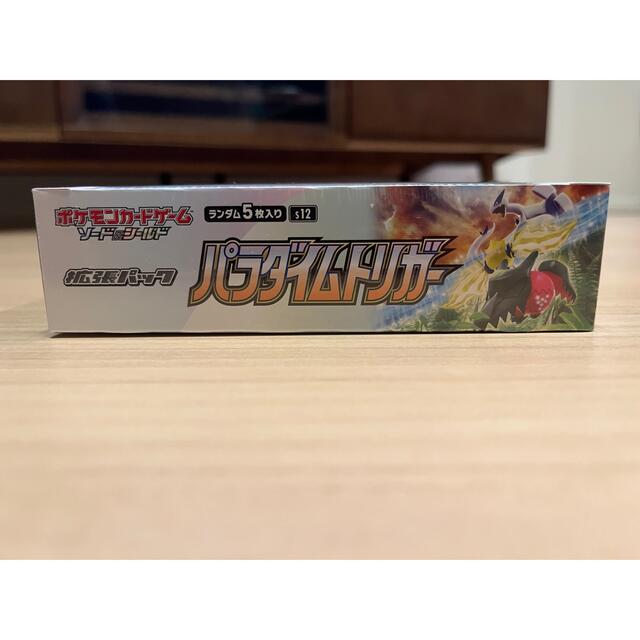 ポケモンカードゲーム
ソード&シールド
ランダム5枚入り s12
拡張パック
パラダイムトリガー